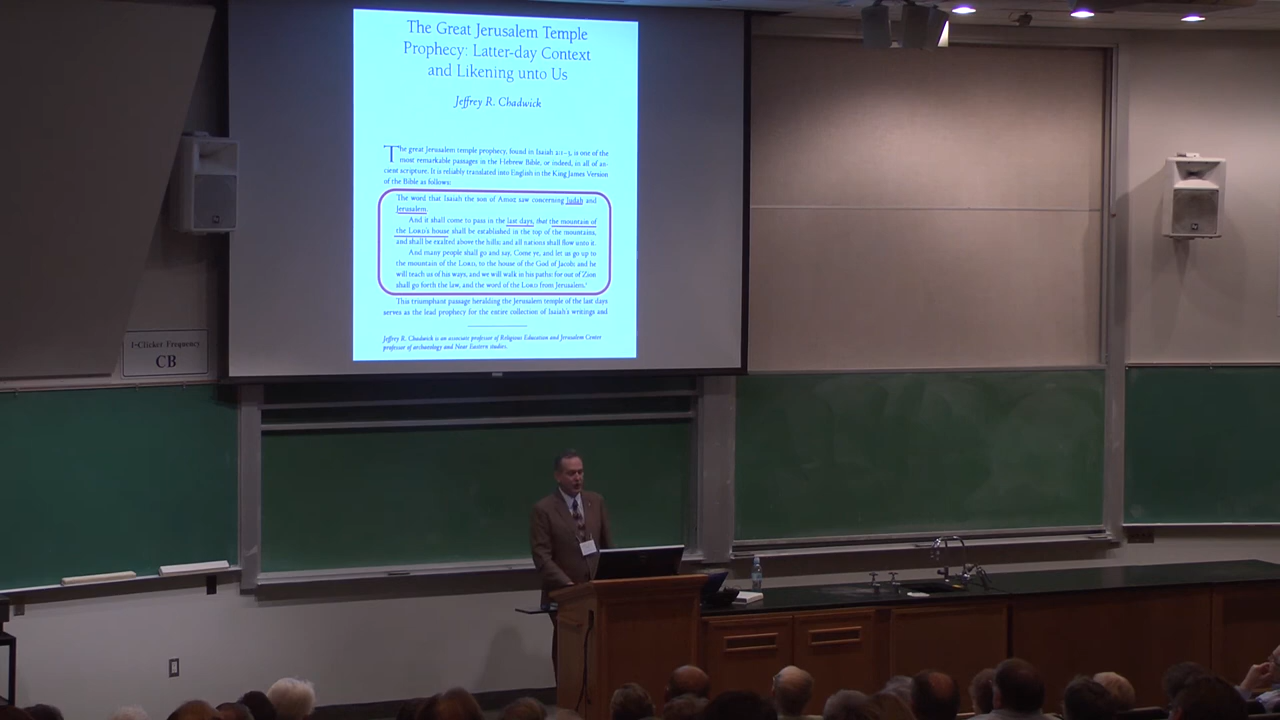 The Great Jerusalem Temple
Prophecy: Latter-day Context
and Likening unto Us
Jeffrey R. Chadwick
The great Jerusalem temple prophecy, found in Isaiah 2:1–3, is one of the
most remarkable passages in the Hebrew Bible, or indeed, in all of an-
cient scripture. It is reliably translated into English in the King James Version
of the Bible as follows:
The word that Isaiah the son of Amoz saw concerning Judah and
Jerusalem.
And it shall come to pass in the last days, that the mountain of
the LORD's house shall be established in the top of the mountains,
and shall be exalted above the hills; and all nations shall flow unto it.
And many people shall go and say, Come ye, and let us go up to
the mountain of the LORD, to the house of the God of Jacob; and he
will teach us of his ways, and we will walk in his paths: for out of Zion
shall go forth the law, and the word of the LORD from Jerusalem.
This triumphant passage heralding the Jerusalem temple of the last days
serves as the lead prophecy for the entire collection of Isaiah's writings and
Jeffrey R. Chadwick is an associate professor of Religious Education and Jerusalem Center
professor of archaeology and Near Eastern studies.
I-Clicker Frequency
CB